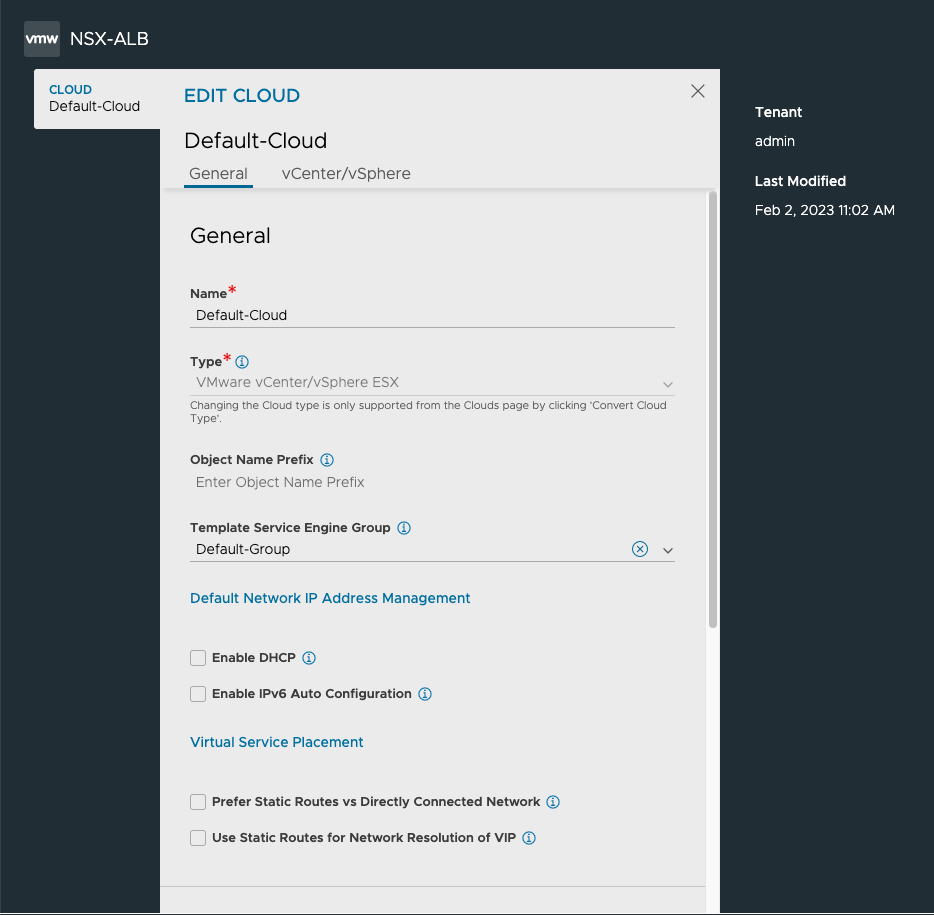 vmw NSX-ALB
CLOUD
Default-Cloud
EDIT CLOUD
Default-Cloud
General vCenter/vSphere
General
Name*
Default-Cloud
Type*
VMware vCenter/vSphere ESX
Changing the Cloud type is only supported from the Clouds page by clicking 'Convert Cloud
Type'.
Object Name Prefix
Enter Object Name Prefix
Template Service Engine Group
Default-Group
Default Network IP Address Management
Enable DHCP
Enable IPv6 Auto Configuration
Virtual Service Placement
Prefer Static Routes vs Directly Connected Network
Use Static Routes for Network Resolution of VIP
Tenant
admin
Last Modified
Feb 2, 2023 11:02 AM